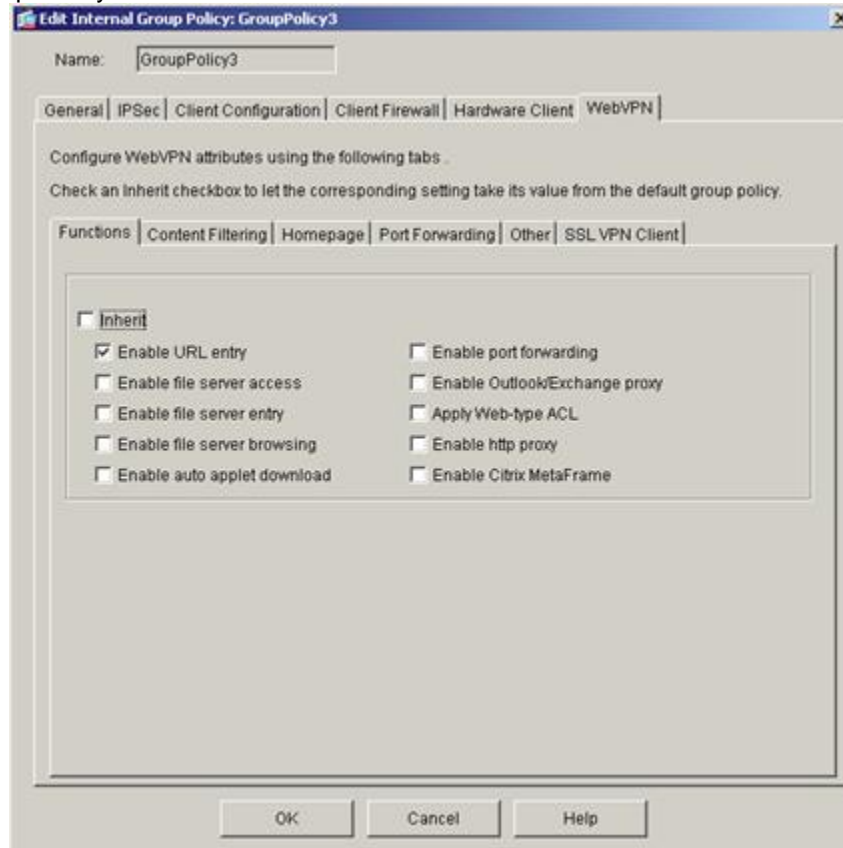 Edit Internal Group Policy: GroupPolicy3
Name: GroupPolicy3
General IPSec Client Configuration Client Firewall Hardware Client WebVPN
Configure WebVPN attributes using the following tabs .
Check an Inherit checkbox to let the corresponding setting take its value from the default group policy.
Functions Content Filtering Homepage Port Forwarding Other SSL VPN Client
Inherit
Enable URL entry Enable port forwarding
Enable file server access Enable Outlook/Exchange proxy
Enable file server entry Apply Web-type ACL
Enable file server browsing Enable http proxy
Enable auto applet download Enable Citrix MetaFrame
OK Cancel Help